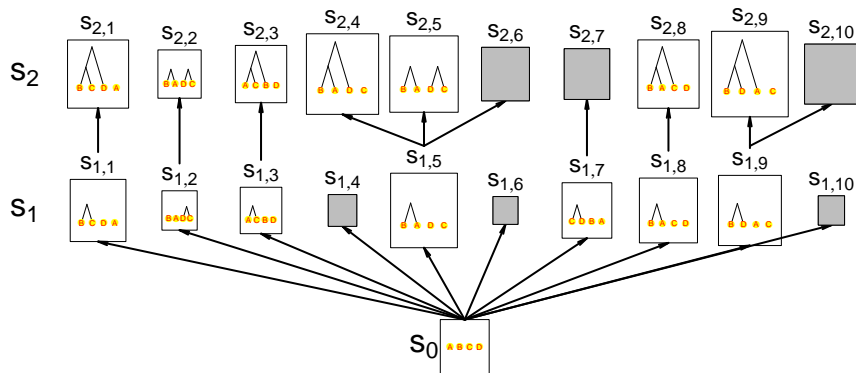 s2,1 s2,2 s2,3 s2,4 s2,5 s2,6 s2,7 s2,8 s2,9 s2,10
s2
B C D A B A D C A C B D B A D C B A D C B A C D B D A C
s1,1 s1,2 s1,3 s1,4 s1,5 s1,6 s1,7 s1,8 s1,9 s1,10
s1
B C D A B A D C A C B D B A D C C D B A B A C D B D A C
s0
A B C D